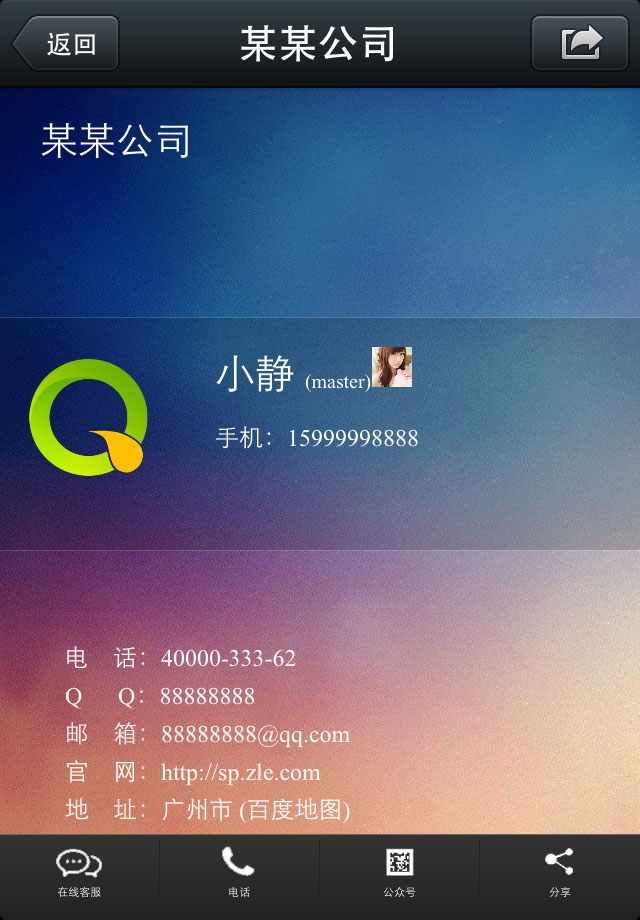 返回
某某公司
某某公司
小静 (master)
手机：15999998888
电 话：40000-333-62
Q Q：88888888
邮 箱：88888888@qq.com
官 网：http://sp.zle.com
地 址：广州市 (百度地图)
在线客服
电话
公众号
分享